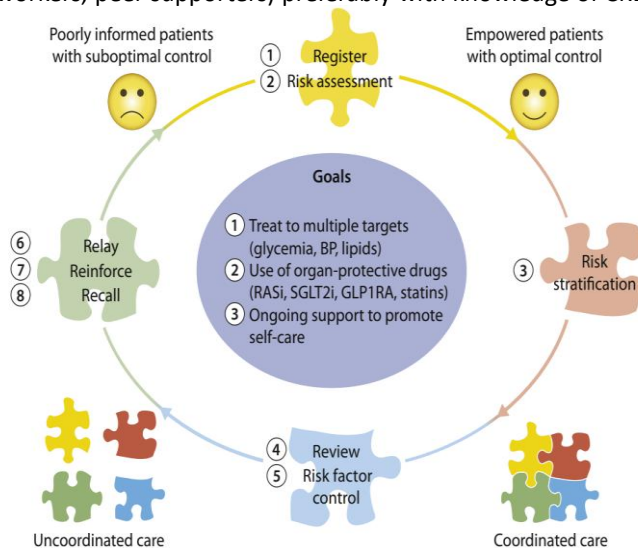 Poorly informed patients
with suboptimal control
① Register
② Risk assessment
Empowered patients
with optimal control
Goals
① Treat to multiple targets
(glycemia, BP, lipids)
② Use of organ-protective drugs
(RASi, SGLT2i, GLP1RA, statins)
③ Ongoing support to promote
self-care
③ Risk
stratification
④ Review
⑤ Risk factor
control
⑥ Relay
⑦ Reinforce
⑧ Recall
Uncoordinated care
Coordinated care